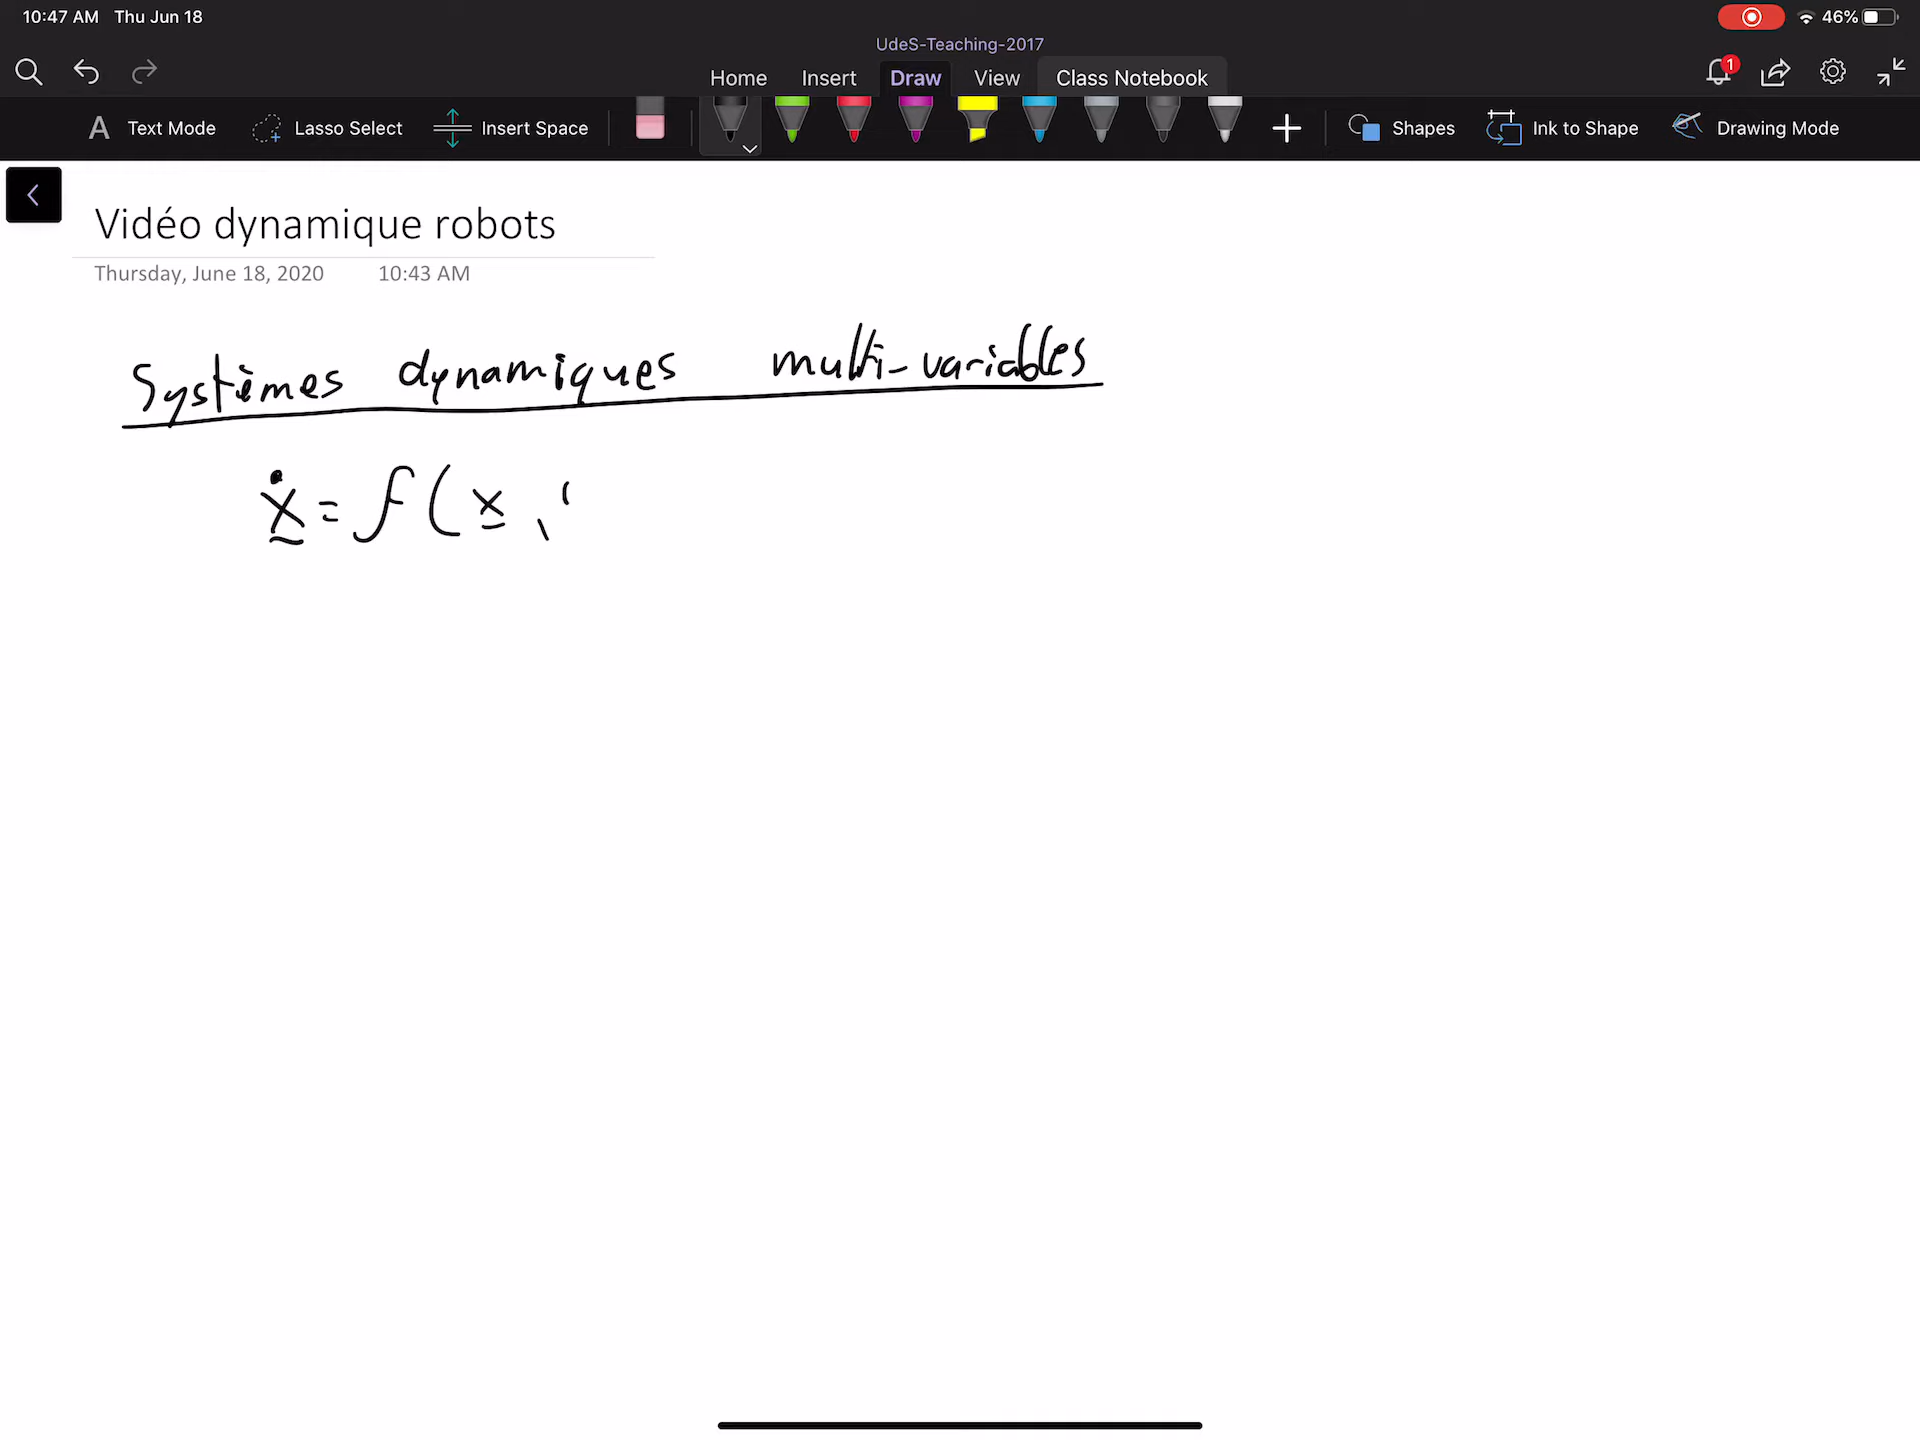 10:47 AM Thu Jun 18
46%
UdeS-Teaching-2017
Home Insert Draw View Class Notebook
1
Text Mode Lasso Select Insert Space Shapes Ink to Shape Drawing Mode
Vidéo dynamique robots
Thursday, June 18, 2020 10:43 AM
Systèmes dynamiques multi-variables
ẋ = f(x,